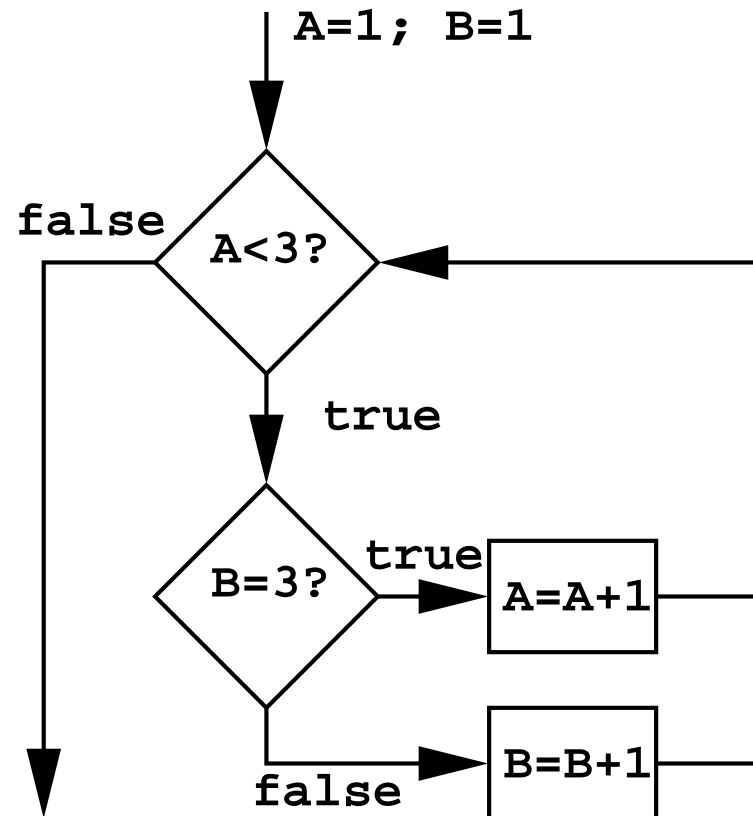 A=1; B=1
false
A<3?
true
B=3?
true
A=A+1
false
B=B+1